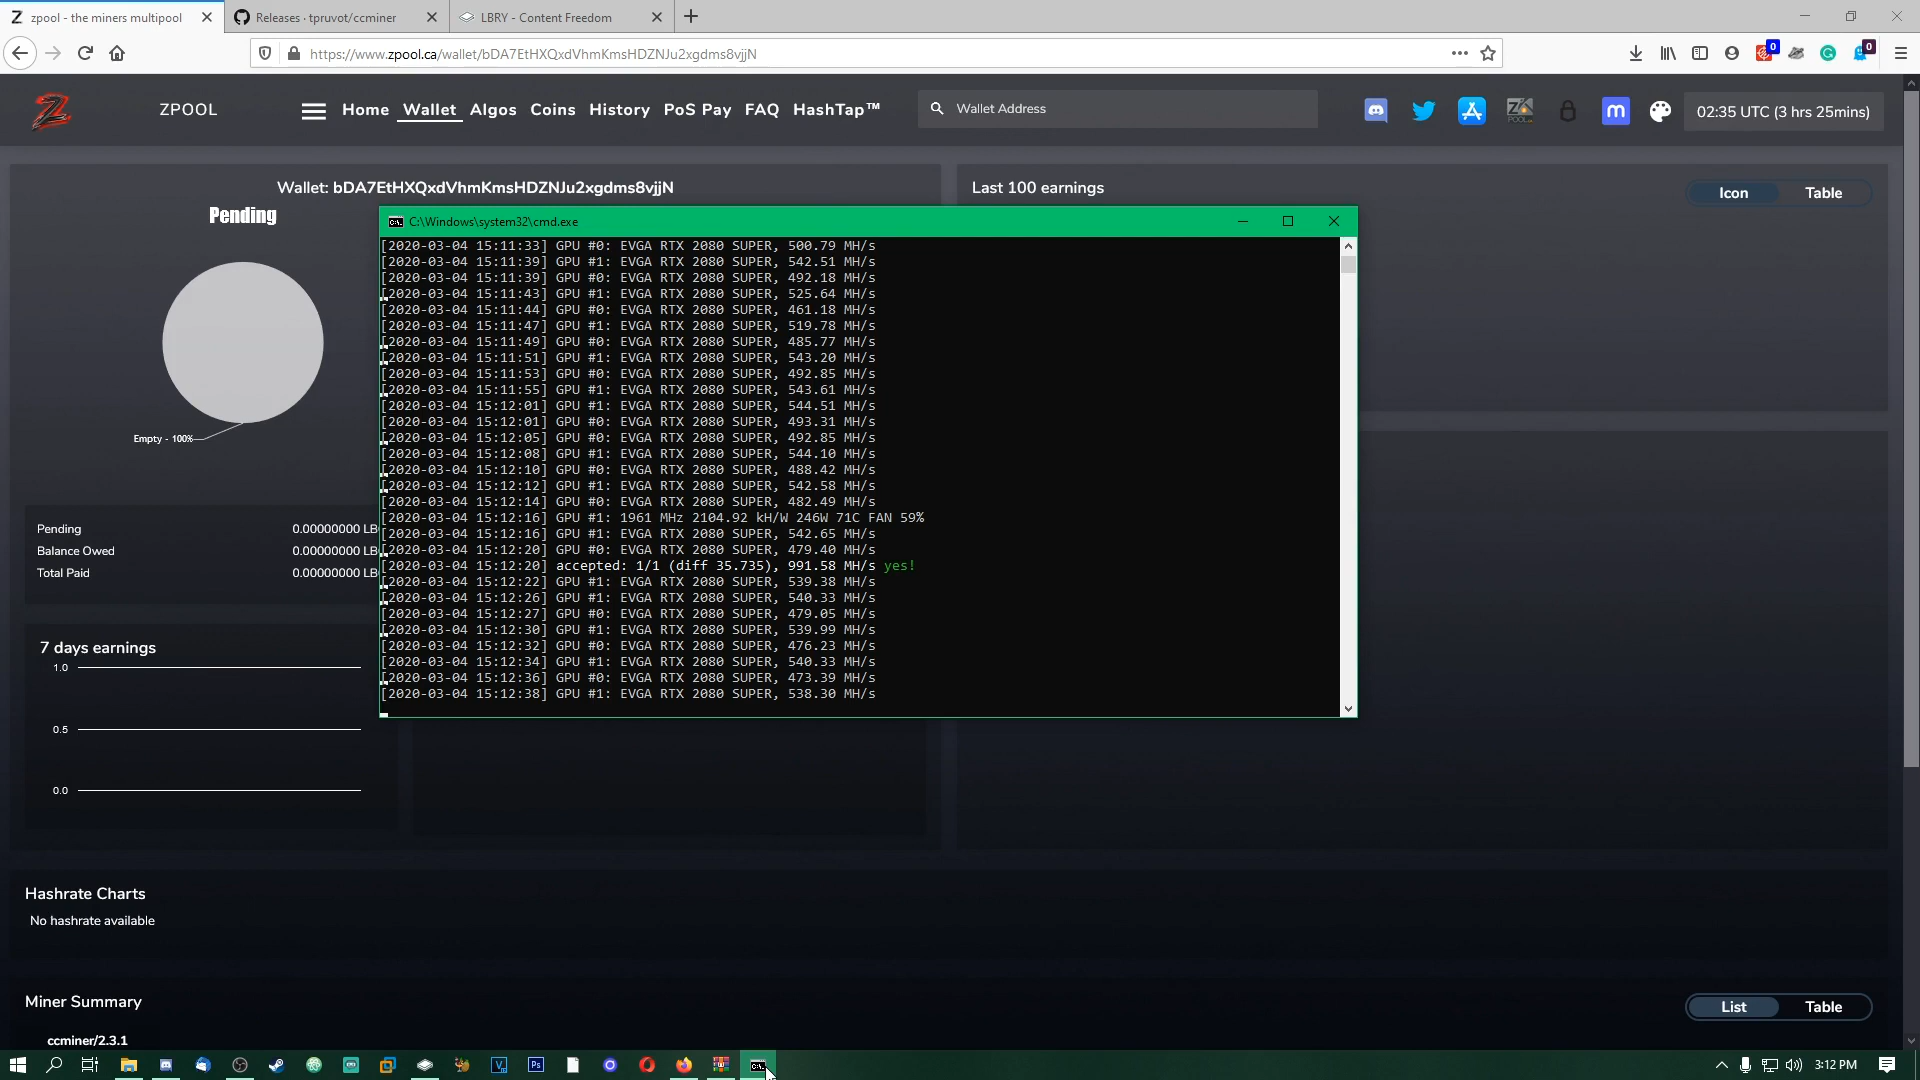 zpool - the miners multipool
Releases · tpruvot/ccminer
LBRY - Content Freedom
https://www.zpool.ca/wallet/bDA7EtHXQxdVhmKmsHDZNJu2xgdms8vjjN
0
0
ZPOOL
Home Wallet Algos Coins History PoS Pay FAQ HashTap™
Wallet Address
02:35 UTC (3 hrs 25mins)
Wallet: bDA7EtHXQxdVhmKmsHDZNJu2xgdms8vjjN
Last 100 earnings
Icon Table
Pending
C:\Windows\system32\cmd.exe
[2020-03-04 15:11:33] GPU #0: EVGA RTX 2080 SUPER, 500.79 MH/s
[2020-03-04 15:11:39] GPU #1: EVGA RTX 2080 SUPER, 542.51 MH/s
[2020-03-04 15:11:39] GPU #0: EVGA RTX 2080 SUPER, 492.18 MH/s
[2020-03-04 15:11:43] GPU #1: EVGA RTX 2080 SUPER, 525.64 MH/s
[2020-03-04 15:11:44] GPU #0: EVGA RTX 2080 SUPER, 461.18 MH/s
[2020-03-04 15:11:47] GPU #1: EVGA RTX 2080 SUPER, 519.78 MH/s
[2020-03-04 15:11:49] GPU #0: EVGA RTX 2080 SUPER, 485.77 MH/s
[2020-03-04 15:11:51] GPU #1: EVGA RTX 2080 SUPER, 543.20 MH/s
[2020-03-04 15:11:53] GPU #0: EVGA RTX 2080 SUPER, 492.85 MH/s
[2020-03-04 15:11:55] GPU #1: EVGA RTX 2080 SUPER, 543.61 MH/s
[2020-03-04 15:12:01] GPU #1: EVGA RTX 2080 SUPER, 544.51 MH/s
[2020-03-04 15:12:01] GPU #0: EVGA RTX 2080 SUPER, 493.31 MH/s
[2020-03-04 15:12:05] GPU #0: EVGA RTX 2080 SUPER, 492.85 MH/s
[2020-03-04 15:12:08] GPU #1: EVGA RTX 2080 SUPER, 544.10 MH/s
[2020-03-04 15:12:10] GPU #0: EVGA RTX 2080 SUPER, 488.42 MH/s
[2020-03-04 15:12:12] GPU #1: EVGA RTX 2080 SUPER, 542.58 MH/s
[2020-03-04 15:12:14] GPU #0: EVGA RTX 2080 SUPER, 482.49 MH/s
[2020-03-04 15:12:16] GPU #1: 1961 MHz 2104.92 kH/W 246W 71C FAN 59%
[2020-03-04 15:12:16] GPU #1: EVGA RTX 2080 SUPER, 542.65 MH/s
[2020-03-04 15:12:20] GPU #0: EVGA RTX 2080 SUPER, 479.40 MH/s
[2020-03-04 15:12:20] accepted: 1/1 (diff 35.735), 991.58 MH/s yes!
[2020-03-04 15:12:22] GPU #1: EVGA RTX 2080 SUPER, 539.38 MH/s
[2020-03-04 15:12:26] GPU #1: EVGA RTX 2080 SUPER, 540.33 MH/s
[2020-03-04 15:12:27] GPU #0: EVGA RTX 2080 SUPER, 479.05 MH/s
[2020-03-04 15:12:30] GPU #1: EVGA RTX 2080 SUPER, 539.99 MH/s
[2020-03-04 15:12:32] GPU #0: EVGA RTX 2080 SUPER, 476.23 MH/s
[2020-03-04 15:12:34] GPU #1: EVGA RTX 2080 SUPER, 540.33 MH/s
[2020-03-04 15:12:36] GPU #0: EVGA RTX 2080 SUPER, 473.39 MH/s
[2020-03-04 15:12:38] GPU #1: EVGA RTX 2080 SUPER, 538.30 MH/s
Empty - 100%
Pending 0.00000000 LB
Balance Owed 0.00000000 LB
Total Paid 0.00000000 LB
7 days earnings
1.0
0.5
0.0
Hashrate Charts
No hashrate available
Miner Summary
List Table
ccminer/2.3.1
3:12 PM